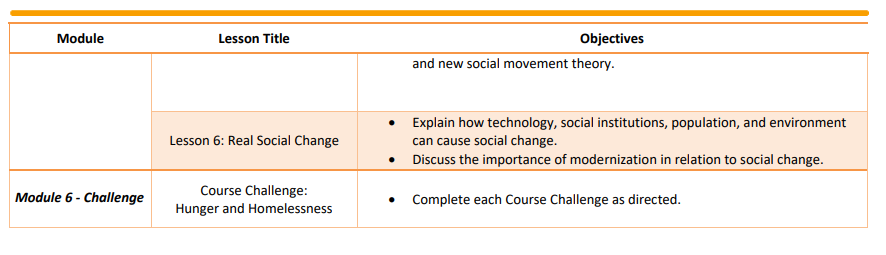 Module Lesson Title Objectives
and new social movement theory.
Lesson 6: Real Social Change
• Explain how technology, social institutions, population, and environment
can cause social change.
• Discuss the importance of modernization in relation to social change.
Module 6 - Challenge
Course Challenge:
Hunger and Homelessness
• Complete each Course Challenge as directed.